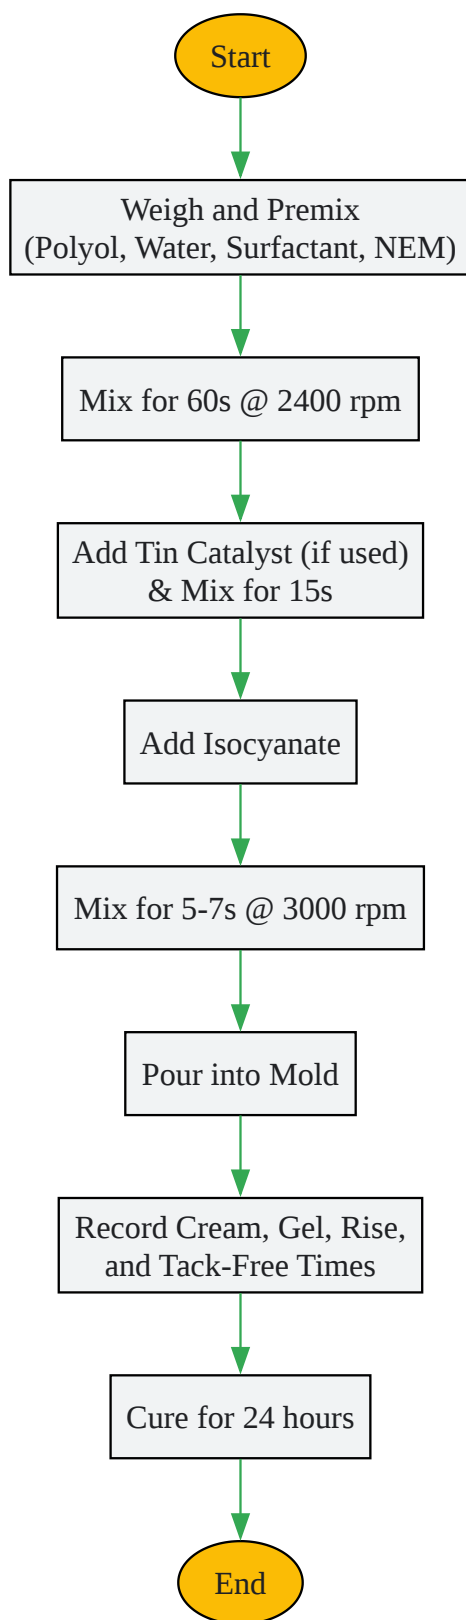 Start
Weigh and Premix
(Polyol, Water, Surfactant, NEM)
Mix for 60s @ 2400 rpm
Add Tin Catalyst (if used)
& Mix for 15s
Add Isocyanate
Mix for 5-7s @ 3000 rpm
Pour into Mold
Record Cream, Gel, Rise,
and Tack-Free Times
Cure for 24 hours
End